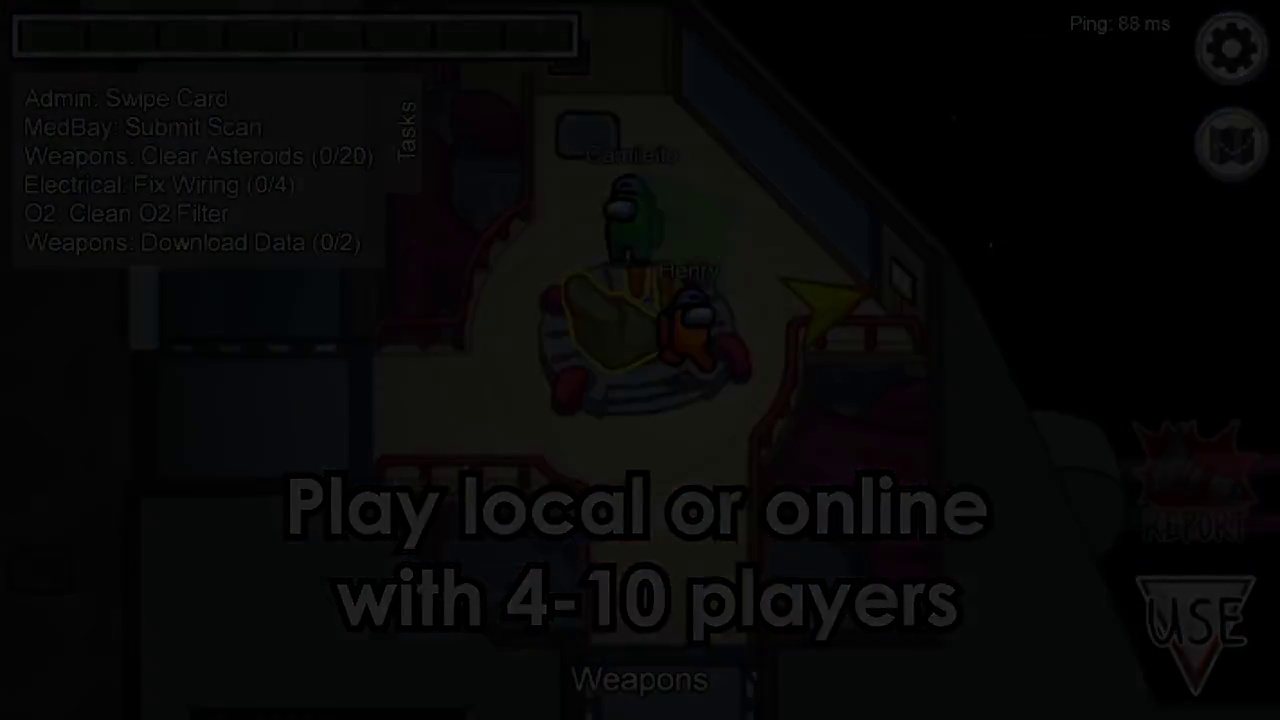 Ping: 88 ms
Admin: Swipe Card
MedBay: Submit Scan
Weapons: Clear Asteroids (0/20)
Electrical: Fix Wiring (0/4)
O2: Clean O2 Filter
Weapons: Download Data (0/2)
Tasks
Henry
Play local or online
with 4-10 players
REPORT
USE
Weapons